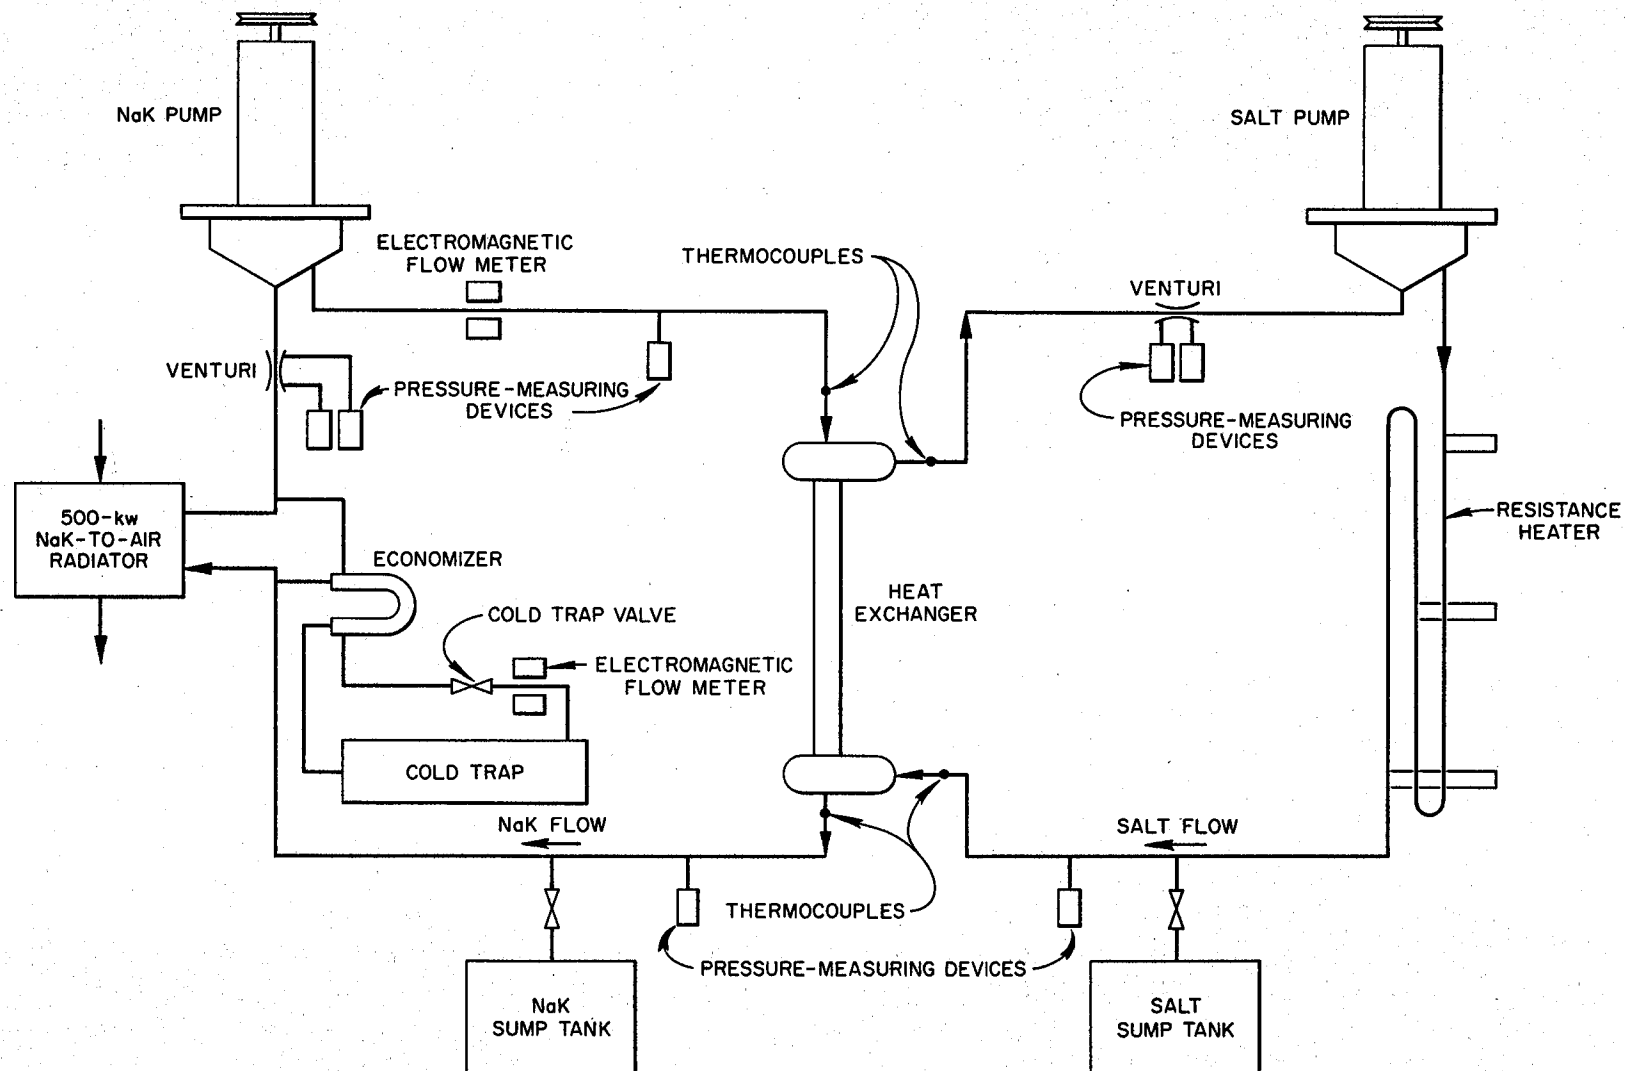 NaK PUMP
SALT PUMP
ELECTROMAGNETIC
FLOW METER
THERMOCOUPLES
VENTURI
VENTURI
PRESSURE-MEASURING
DEVICES
PRESSURE-MEASURING
DEVICES
500-kw
NaK-TO-AIR
RADIATOR
RESISTANCE
HEATER
ECONOMIZER
HEAT
EXCHANGER
COLD TRAP VALVE
ELECTROMAGNETIC
FLOW METER
COLD TRAP
NaK FLOW
SALT FLOW
THERMOCOUPLES
PRESSURE-MEASURING DEVICES
NaK
SUMP TANK
SALT
SUMP TANK